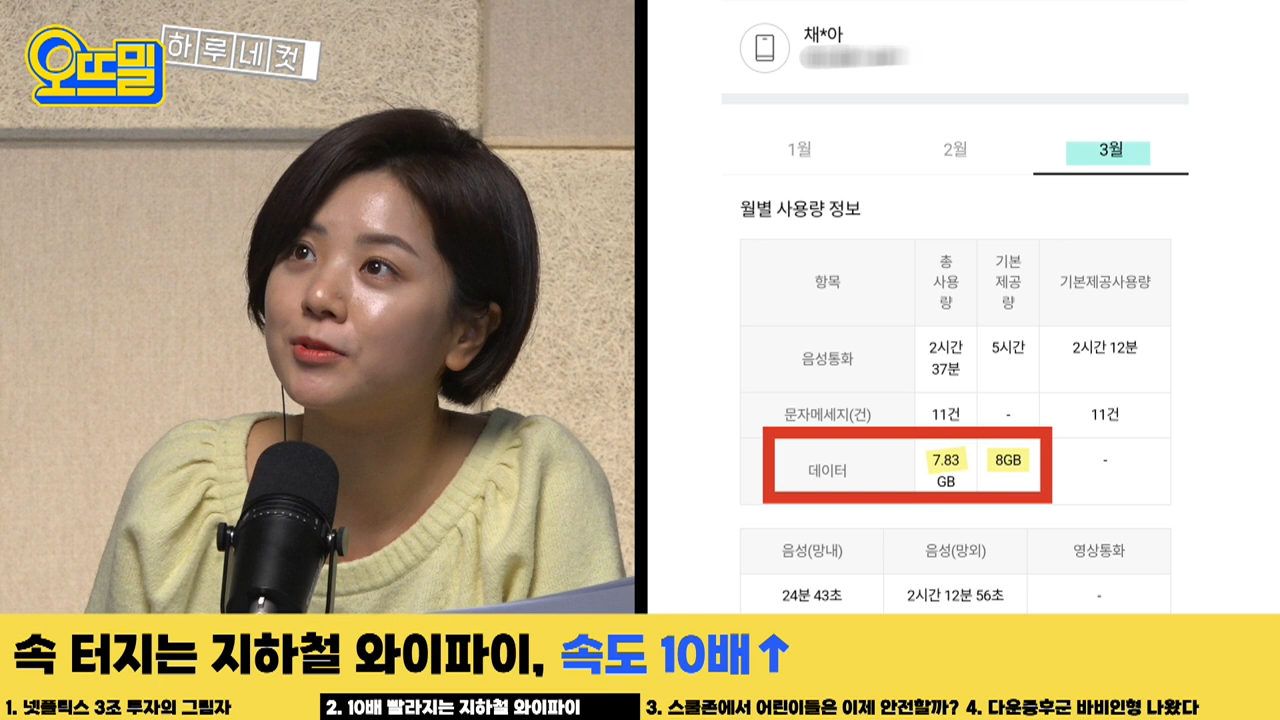 오뜨밀
하루네컷
채*아
1월 2월 3월
월별 사용량 정보
항목 총 사용량 기본 제공량 기본제공사용량
음성통화 2시간 37분 5시간 2시간 12분
문자메세지(건) 11건 - 11건
데이터 7.83 GB 8GB -
음성(망내) 음성(망외) 영상통화
24분 43초 2시간 12분 56초 -
속 터지는 지하철 와이파이, 속도 10배↑
1. 넷플릭스 3조 투자의 그림자 2. 10배 빨라지는 지하철 와이파이 3. 스쿨존에서 어린이들은 이제 안전할까? 4. 다운증후군 바비인형 나왔다